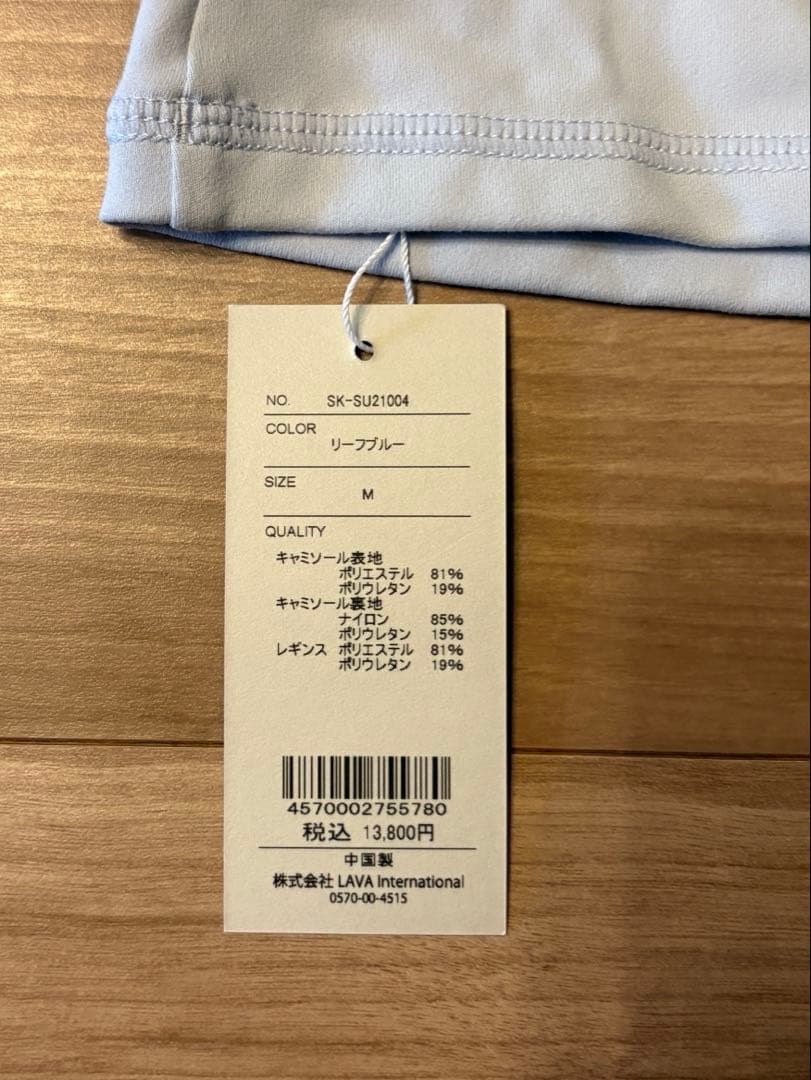 NO. SK-SU21004
COLOR
リーフブルー
SIZE
M
QUALITY
キャミソール表地
ポリエステル 81%
ポリウレタン 19%
キャミソール裏地
ナイロン 85%
ポリウレタン 15%
レギンス ポリエステル 81%
ポリウレタン 19%
4570002755780
税込 13,800円
中国製
株式会社 LAVA International
0570-00-4515